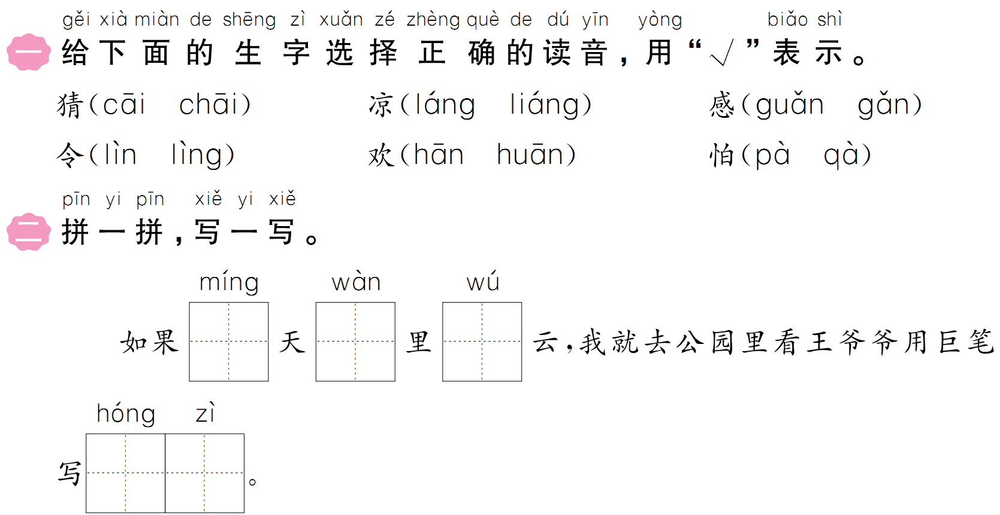 gěi xià miàn de shēng zì xuǎn zé zhèng què de dú yīn yòng biǎo shì
一 给下面的生字选择正确的读音，用“√”表示。
猜（cāi chāi） 凉（láng liáng） 感（guǎn gǎn）
令（lìn lìng） 欢（hān huān） 怕（pà qà）
pīn yi pīn xiě yi xiě
二 拼一拼，写一写。
míng wàn wú
如果 天 里 云，我就去公园里看王爷爷用巨笔
hóng zì
写 。